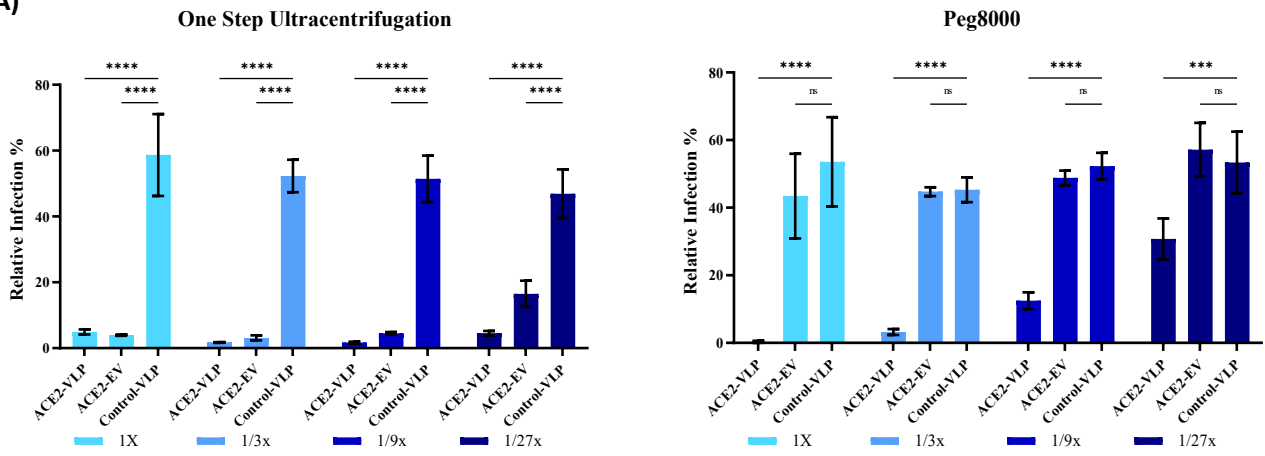 A)
One Step Ultracentrifugation
**** **** **** ****
**** **** **** ****
Relative Infection %
80
60
40
20
0
ACE2-VLP ACE2-EV Control-VLP ACE2-VLP ACE2-EV Control-VLP ACE2-VLP ACE2-EV Control-VLP ACE2-VLP ACE2-EV Control-VLP
1X 1/3x 1/9x 1/27x
Peg8000
**** **** **** ***
ns ns ns ns
Relative Infection %
80
60
40
20
0
ACE2-VLP ACE2-EV Control-VLP ACE2-VLP ACE2-EV Control-VLP ACE2-VLP ACE2-EV Control-VLP ACE2-VLP ACE2-EV Control-VLP
1X 1/3x 1/9x 1/27x